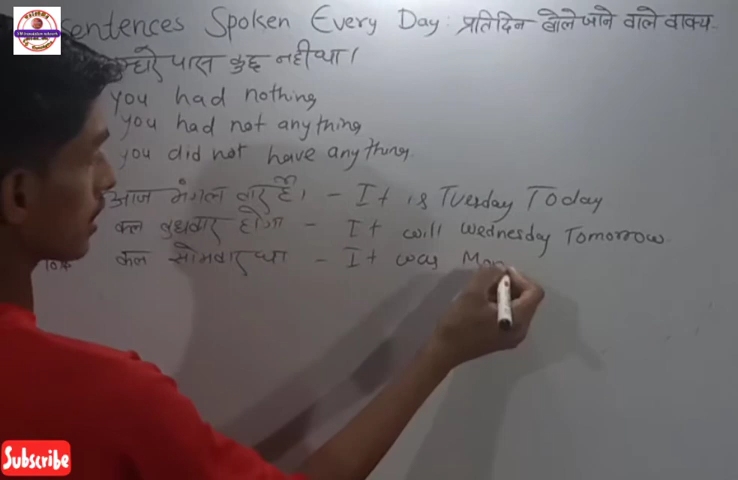 Sentences Spoken Every Day : प्रतिदिन बोले जाने वाले वाक्य
पास कुछ नहीं था।
you had nothing
you had not anything
you did not have anything.
आज मंगलवार है। - It is Tuesday Today
कल बुधवार होगा - It will Wednesday Tomorrow
कल सोमवार था - It was Mon
Subscribe